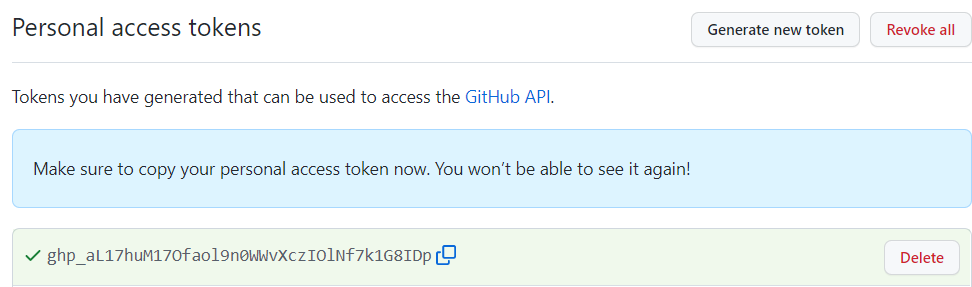 Personal access tokens
Generate new token
Revoke all
Tokens you have generated that can be used to access the GitHub API.
Make sure to copy your personal access token now. You won’t be able to see it again!
ghp_aL17huM17Ofaol9n0WWvXczIOlNf7k1G8IDp
Delete